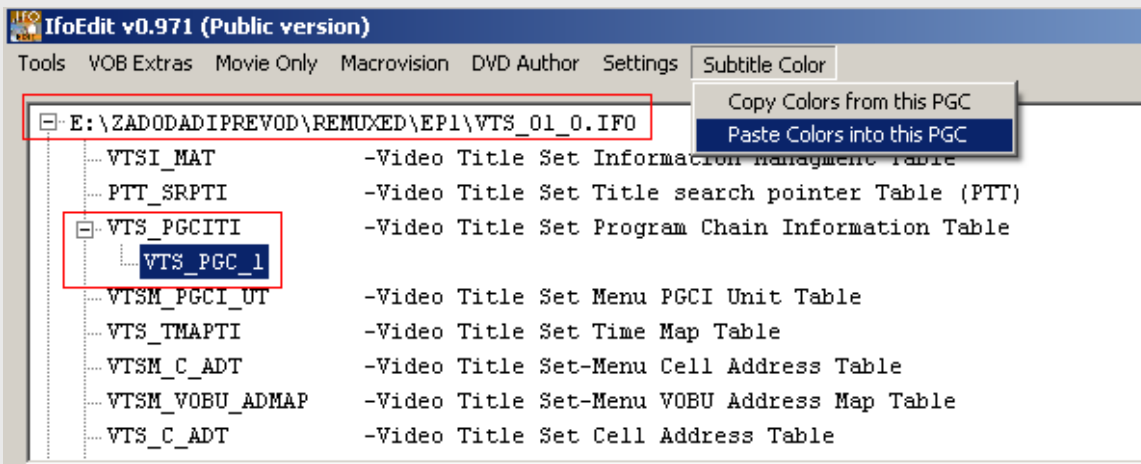 IfoEdit v0.971 (Public version)
Tools VOB Extras Movie Only Macrovision DVD Author Settings Subtitle Color
Copy Colors from this PGC
Paste Colors into this PGC
E:\ZADODADIPREVOD\REMUXED\EP1\VTS_01_0.IFO
VTSI_MAT -Video Title Set Information Managment Table
PTT_SRPTI -Video Title Set Title search pointer Table (PTT)
VTS_PGCITI -Video Title Set Program Chain Information Table
VTS_PGC_1
VTSM_PGCI_UT -Video Title Set Menu PGCI Unit Table
VTS_TMAPTI -Video Title Set Time Map Table
VTSM_C_ADT -Video Title Set-Menu Cell Address Table
VTSM_VOBU_ADMAP -Video Title Set-Menu VOBU Address Map Table
VTS_C_ADT -Video Title Set Cell Address Table